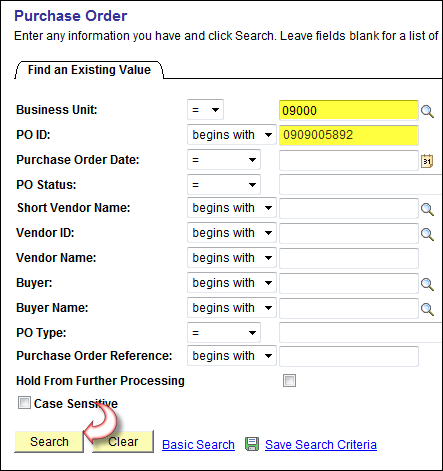 Purchase Order
Enter any information you have and click Search. Leave fields blank for a list of
Find an Existing Value
Business Unit: = 09000
PO ID: begins with 0909005892
Purchase Order Date: = 31
PO Status: =
Short Vendor Name: begins with
Vendor ID: begins with
Vendor Name: begins with
Buyer: begins with
Buyer Name: begins with
PO Type: =
Purchase Order Reference: begins with
Hold From Further Processing
Case Sensitive
Search Clear Basic Search Save Search Criteria